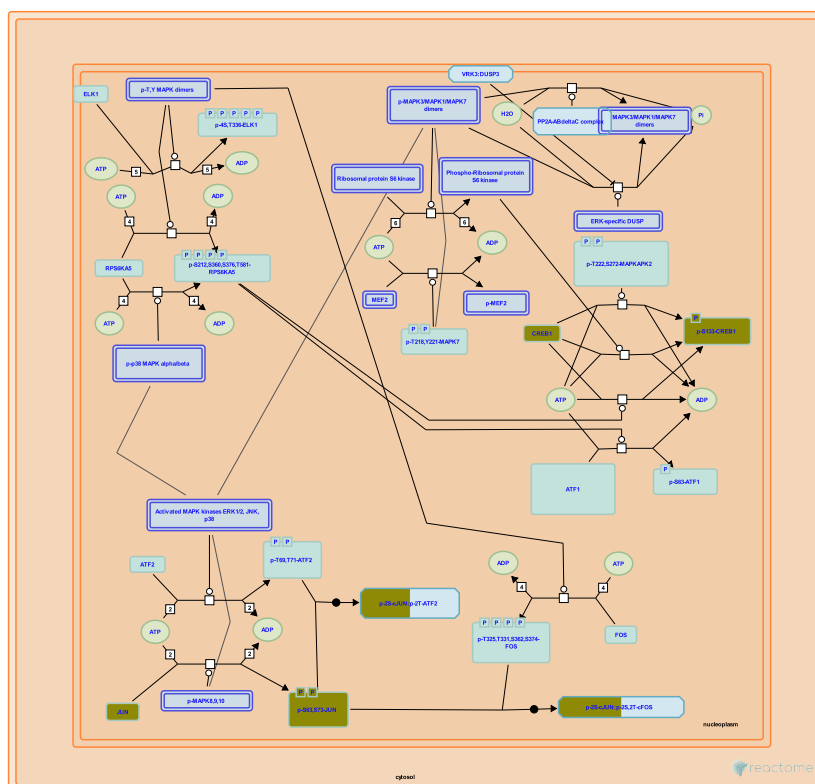 VRK3:DUSP3
ELK1
p-T,Y MAPK dimers
p-MAPK3/MAPK1/MAPK7
dimers
H2O
PP2A-ABdeltaC complex
MAPK3/MAPK1/MAPK7
dimers
Pi
P P P P P
p-4S,T336-ELK1
ATP
5
5
ADP
Ribosomal protein S6 kinase
Phospho-Ribosomal protein
S6 kinase
ATP
ADP
4
4
6
6
ERK-specific DUSP
ATP
ADP
P P
p-T222,S272-MAPKAPK2
RPS6KA5
P P P P
p-S212,S360,S376,T581-
RPS6KA5
4
4
ATP
ADP
MEF2
p-MEF2
P P
p-T218,Y221-MAPK7
CREB1
P
p-S133-CREB1
p-p38 MAPK alpha/beta
ATP
ADP
ATF1
P
p-S63-ATF1
Activated MAPK kinases ERK1/2, JNK,
p38
ATF2
P P
p-T69,T71-ATF2
ADP
ATP
4
4
2
2
p-2S-cJUN:p-2T-ATF2
ATP
ADP
P P P P
p-T325,T331,S362,S374-
FOS
FOS
2
2
p-MAPK8,9,10
JUN
P P
p-S63,S73-JUN
p-2S-cJUN:p-2S,2T-cFOS
nucleoplasm
cytosol
reactome